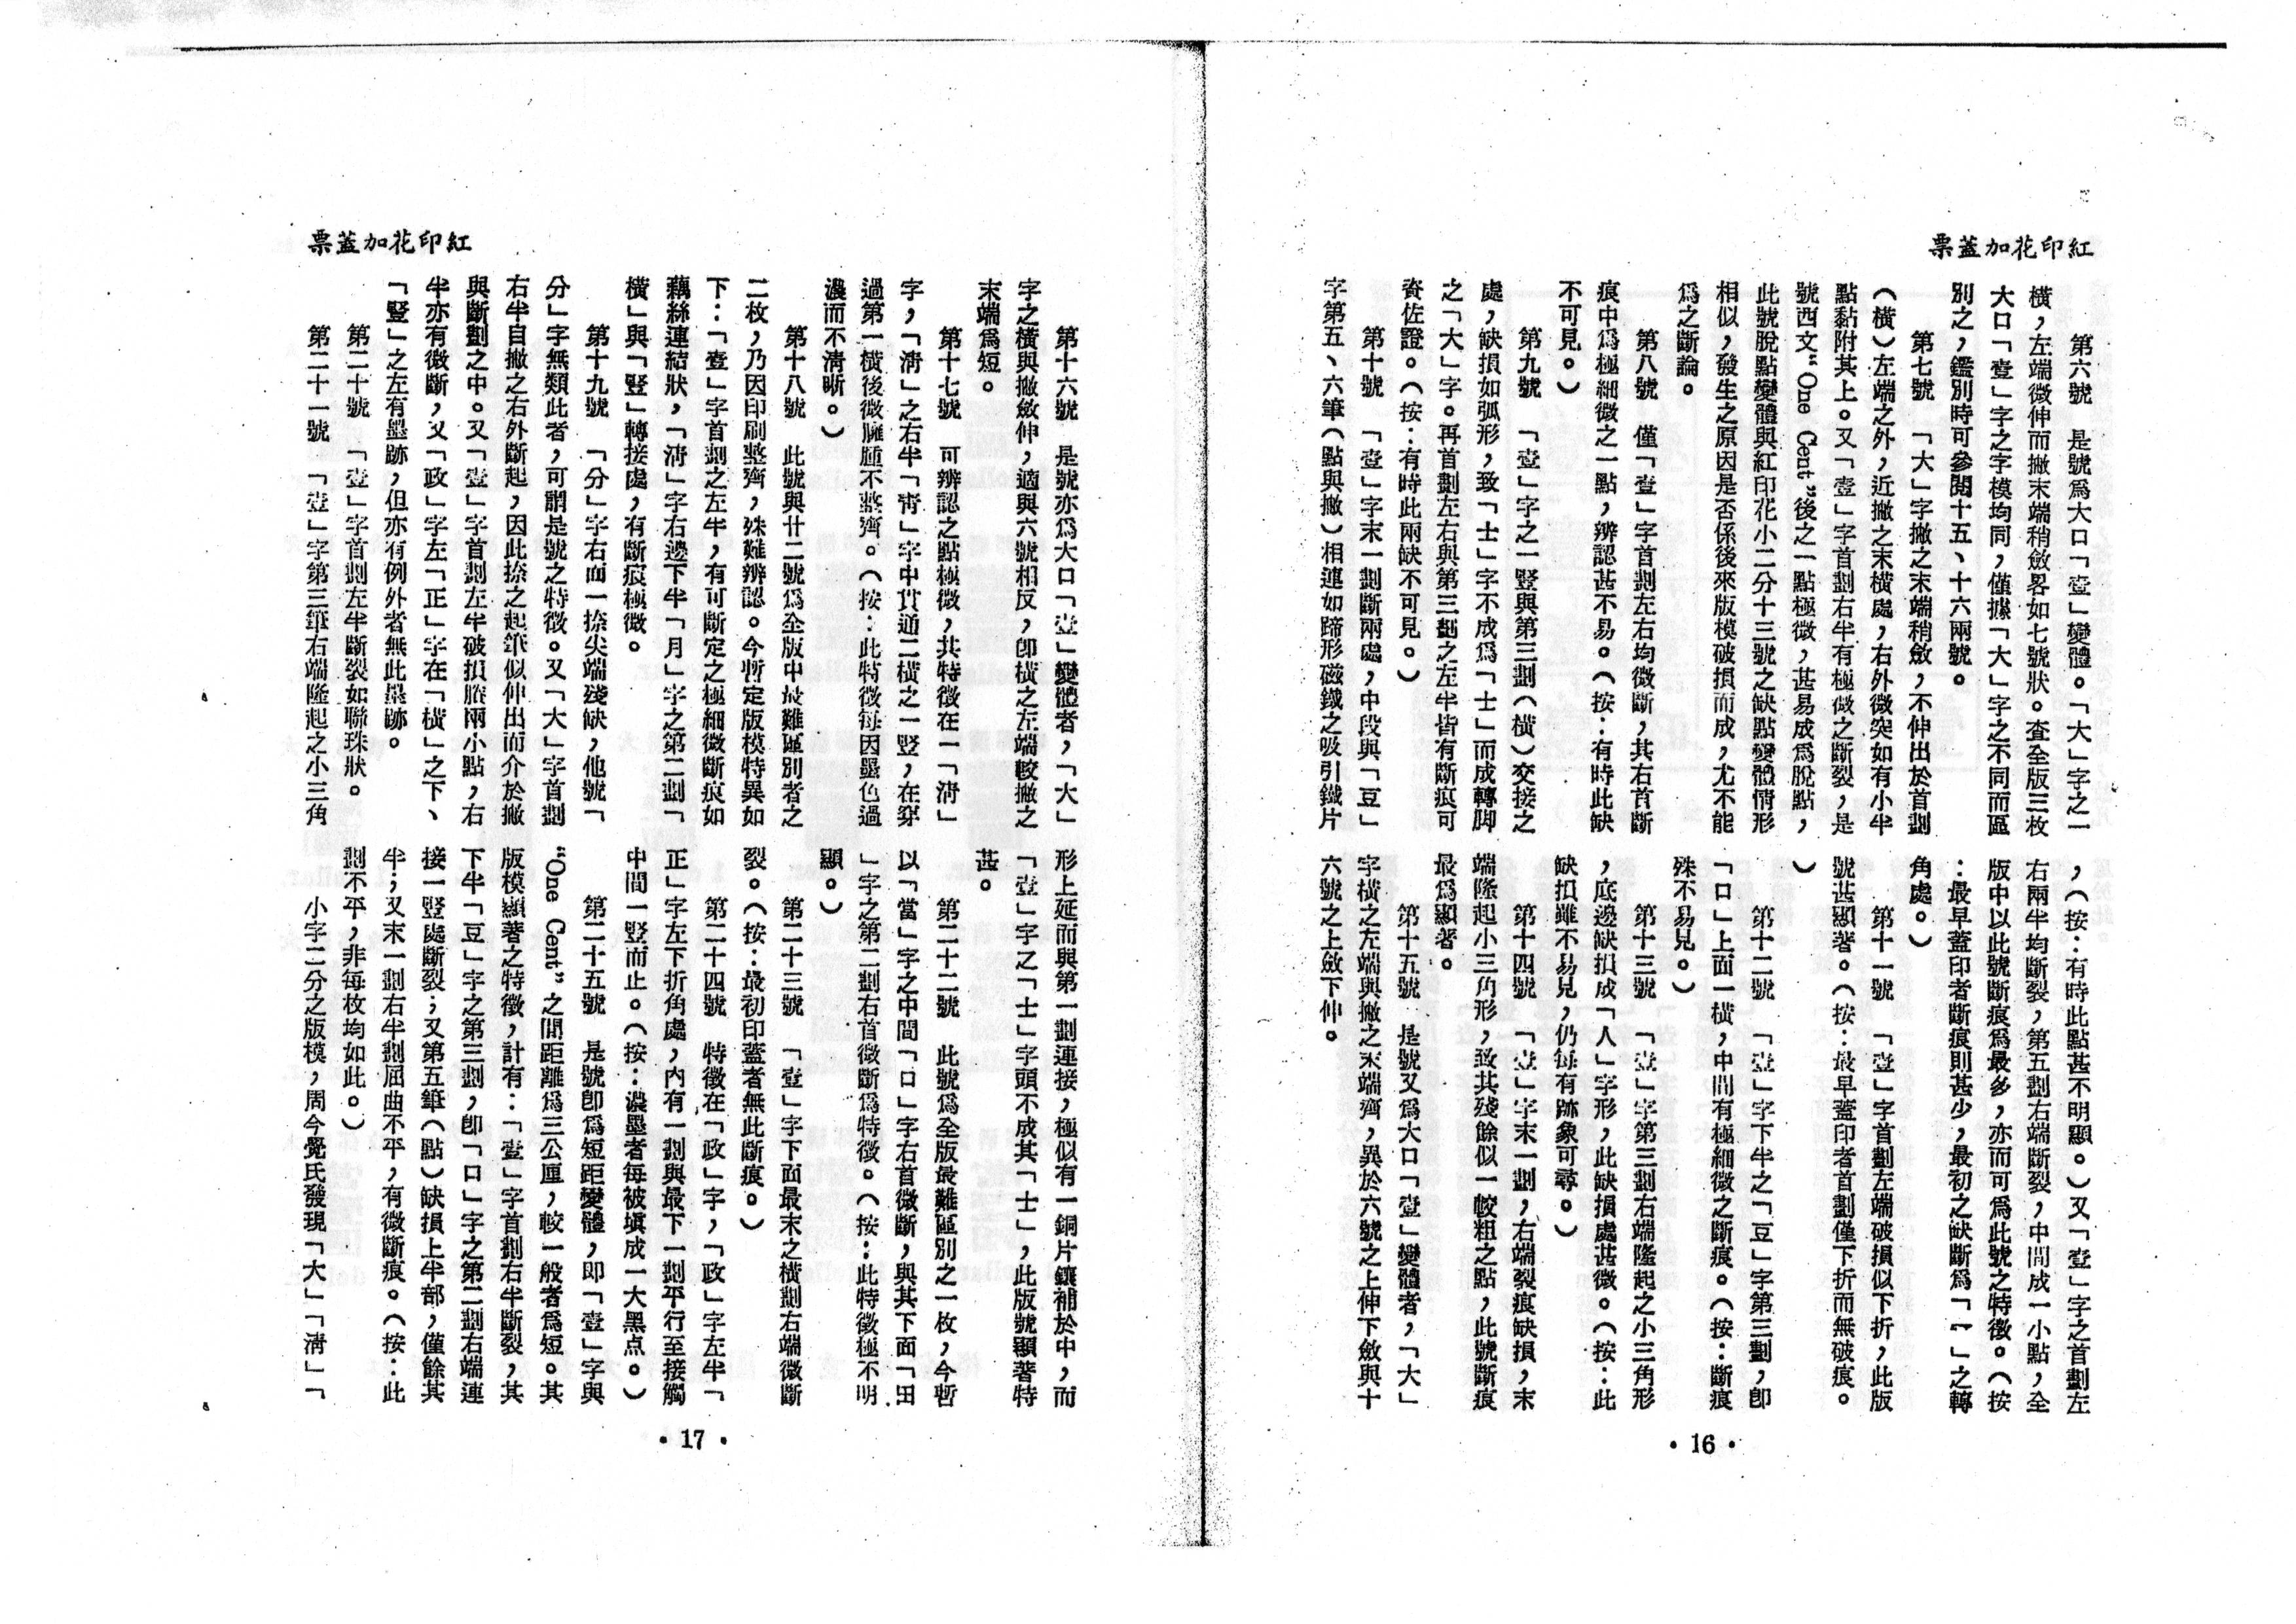 紅印花加蓋票
第六號　是號爲大口「壹」變體。「大」字之一
橫，左端微伸而撇末端稍斂畧如七號狀。查全版三枚
大口「壹」字之字模均同，僅據「大」字之不同而區
別之，鑑別時可參閱十五、十六兩號。
第七號　「大」字撇之末端稍斂，不伸出於首劃
（橫）左端之外，近撇之末橫處，右外微突如有小半
點黏附其上。又「壹」字首劃右半有極微之斷裂，是
號西文“One Cent”後之一點極微，甚易成爲脫點，
此號脫點變體與紅印花小二分十三號之缺點變體情形
相似，發生之原因是否係後來版模破損而成，尤不能
爲之斷論。
第八號　僅「壹」字首劃左右均微斷，其右首斷
痕中爲極細微之一點，辨認甚不易。（按：有時此缺
不可見。）
第九號　「壹」字之一豎與第三劃（橫）交接之
處，缺損如弧形，致「士」字不成爲「士」而成轉脚
之「大」字。再首劃左右與第三劃之左半皆有斷痕可
資佐證。（按：有時此兩缺不可見。）
第十號　「壹」字末一劃斷兩處，中段與「豆」
字第五、六筆（點與撇）相連如蹄形磁鐵之吸引鐵片
，（按：有時此點甚不明顯。）又「壹」字之首劃左
右兩半均斷裂，第五劃右端斷裂，中間成一小點，全
版中以此號斷痕爲最多，亦而可爲此號之特徵。（按
：最早蓋印者斷痕則甚少，最初之缺斷爲「一」之轉
角處。）
第十一號　「壹」字首劃左端破損似下折，此版
號甚顯著。（按：最早蓋印者首劃僅下折而無破痕。
）
第十二號　「壹」字下半之「豆」字第三劃，卽
「口」上面一橫，中間有極細微之斷痕。（按：斷痕
殊不易見。）
第十三號　「壹」字第三劃右端隆起之小三角形
，底邊缺損成「人」字形，此缺損處甚微。（按：此
缺損雖不易見，仍每有跡象可尋。）
第十四號　「壹」字末一劃，右端裂痕缺損，末
端隆起小三角形，致其殘餘似一較粗之點，此號斷痕
最爲顯著。
第十五號　是號又爲大口「壹」變體者，「大」
字橫之左端與撇之末端齊，異於六號之上伸下斂與十
六號之上斂下伸。
• 16 •
紅印花加蓋票
第十六號　是號亦爲大口「壹」變體者，「大」
字之橫與撇斂伸，適與六號相反，卽橫之左端較撇之
末端爲短。
第十七號　可辨認之點極微，其特徵在一「清」
字，「清」之右半「靑」字中貫通二橫之一豎，在穿
過第一橫後微臃腫不整齊。（按：此特徵每因墨色過
濃而不清晰。）
第十八號　此號與廿二號爲全版中最難區別者之
二枚，乃因印刷整齊，殊難辨認。今暫定版模特異如
下：「壹」字首劃之左半，有可斷定之極細微斷痕如
藕絲連結狀，「清」字右邊下半「月」字之第二劃「
橫」與「豎」轉接處，有斷痕極微。
第十九號　「分」字右面一捺尖端殘缺，他號「
分」字無類此者，可謂是號之特徵。又「大」字首劃
右半自撇之右外斷起，因此捺之起筆似伸出而介於撇
與斷劃之中。又「壹」字首劃左半破損賸兩小點，右
半亦有微斷，又「政」字左「正」字在「橫」之下、
「豎」之左有墨跡，但亦有例外者無此墨跡。
第二十號　「壹」字首劃左半斷裂如聯珠狀。
第二十一號　「壹」字第三筆右端隆起之小三角
形上延而與第一劃連接，極似有一銅片鑲補於中，而
「壹」字之「士」字頭不成其「士」，此版號顯著特
甚。
第二十二號　此號爲全版最難區別之一枚，今暫
以「當」字之中間「口」字右首微斷，與其下面「田
」字之第二劃右首微斷爲特徵。（按：此特徵極不明
顯。）
第二十三號　「壹」字下面最末之橫劃右端微斷
裂。（按：最初印蓋者無此斷痕。）
第二十四號　特徵在「政」字，「政」字左半「
正」字左下折角處，內有一劃與最下一劃平行至接觸
中間一豎而止。（按：濃墨者每被塡成一大黑点。）
第二十五號　是號卽爲短距變體，即「壹」字與
“One Cent”之間距離爲三公厘，較一般者爲短。其
版模顯著之特徵，計有：「壹」字首劃右半斷裂，其
下半「豆」字之第三劃，卽「口」字之第二劃右端連
接一豎處斷裂；又第五筆（點）缺損上半部，僅餘其
半；又末一劃右半劃屈曲不平，有微斷痕。（按：此
劃不平，非每枚均如此。）
小字二分之版模，周今覺氏發現「大」「清」「
• 17 •